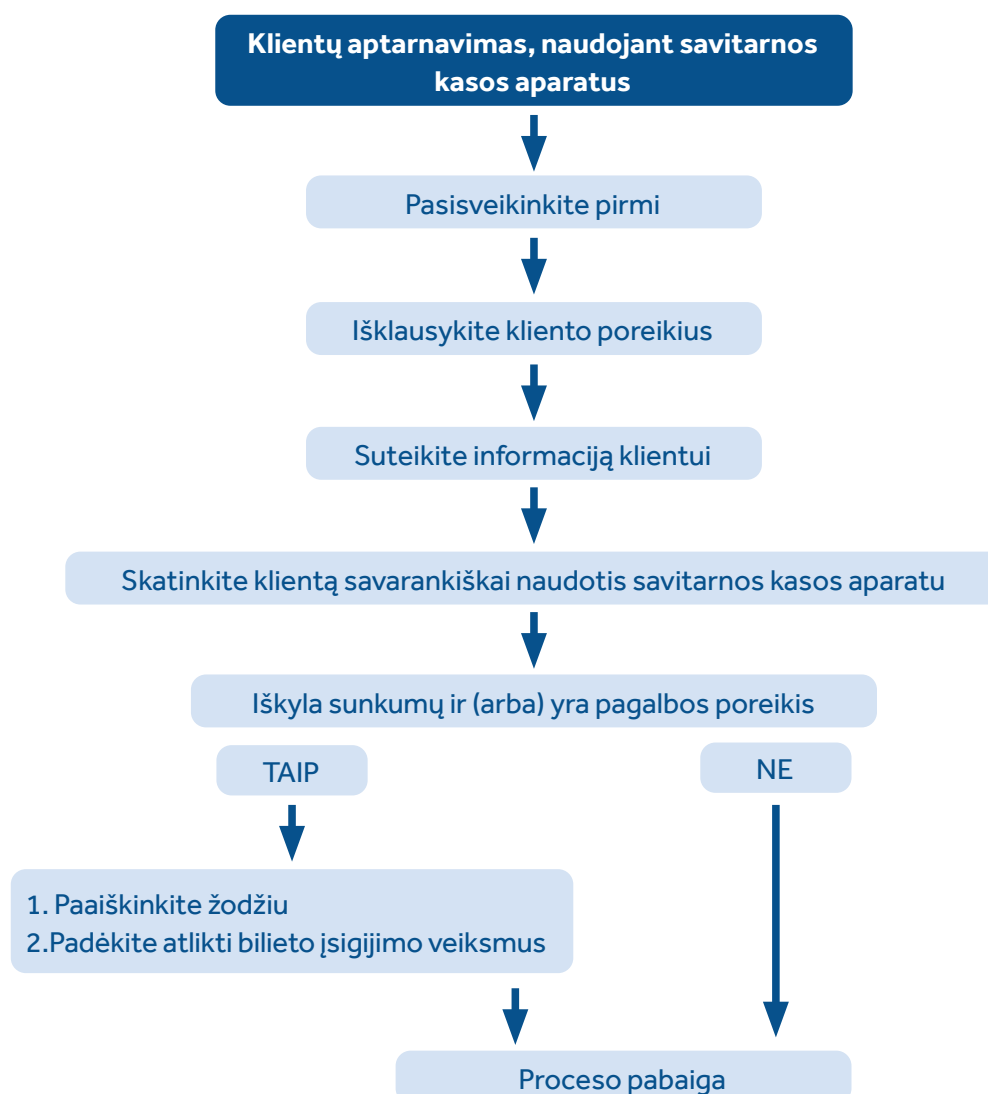 Klientų aptarnavimas, naudojant savitarnos
kasos aparatus
Pasisveikinkite pirmi
Išklausykite kliento poreikius
Suteikite informaciją klientui
Skatinkite klientą savarankiškai naudotis savitarnos kasos aparatu
Iškyla sunkumų ir (arba) yra pagalbos poreikis
TAIP
NE
1. Paaiškinkite žodžiu
2.Padėkite atlikti bilieto įsigijimo veiksmus
Proceso pabaiga